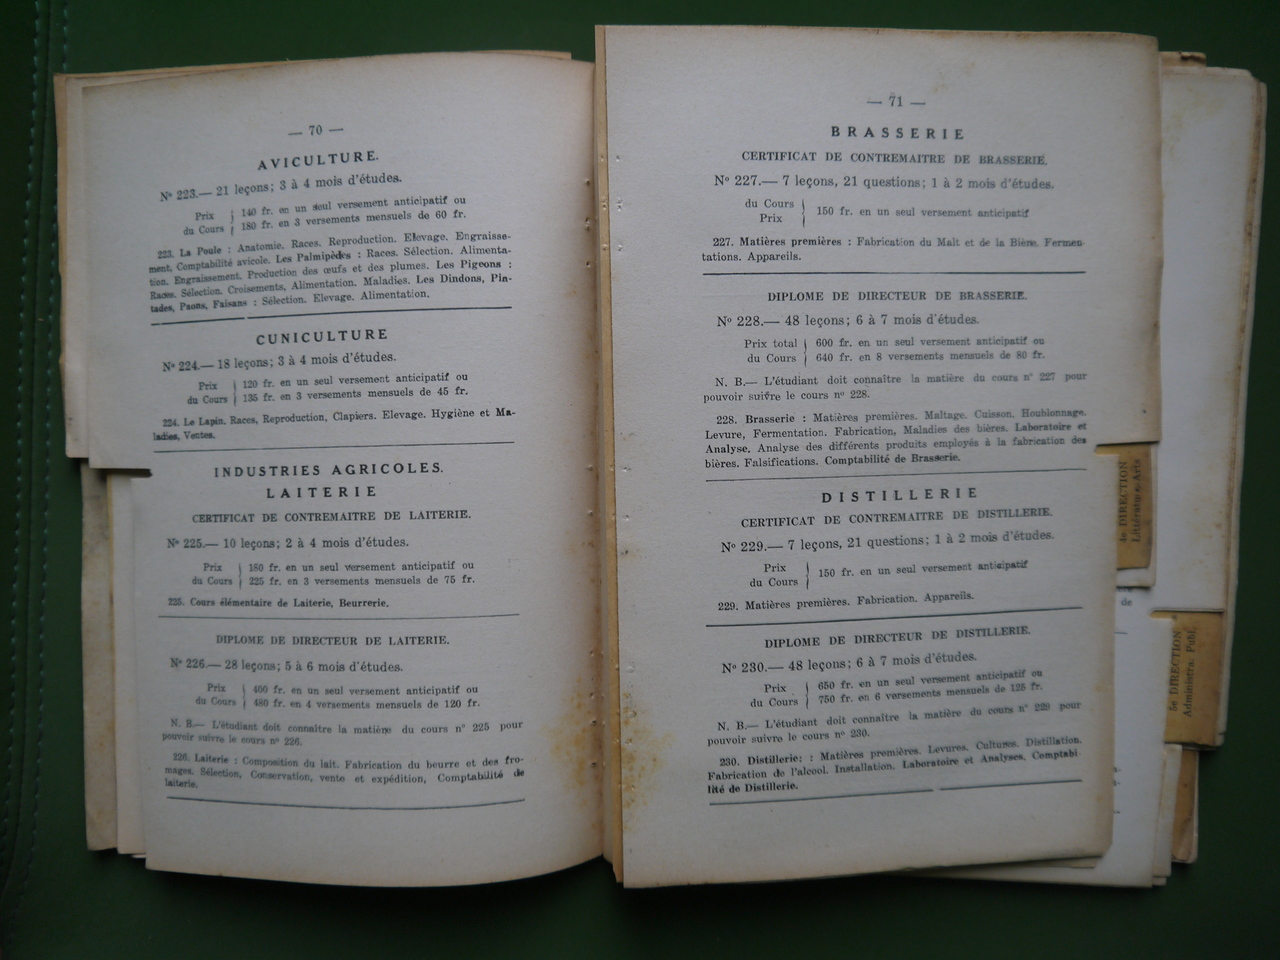 — 70 —
AVICULTURE.
Nº 223.— 21 leçons; 3 à 4 mois d'études.
Prix
du Cours
140 fr. en un seul versement anticipatif ou
180 fr. en 3 versements mensuels de 60 fr.
223. La Poule : Anatomie. Races. Reproduction. Elevage. Engraisse-
ment, Comptabilité avicole. Les Palmipèdes : Races. Sélection. Alimenta-
tion. Engraissement. Production des œufs et des plumes. Les Pigeons :
Races. Sélection. Croisements, Alimentation. Maladies. Les Dindons, Pin-
tades, Paons, Faisans : Sélection. Elevage. Alimentation.
CUNICULTURE
Nº 224.— 18 leçons; 3 à 4 mois d'études.
Prix
du Cours
120 fr. en un seul versement anticipatif ou
135 fr. en 3 versements mensuels de 45 fr.
224. Le Lapin. Races, Reproduction, Clapiers. Elevage. Hygiène et Ma-
ladies, Ventes.
INDUSTRIES AGRICOLES.
LAITERIE
CERTIFICAT DE CONTREMAITRE DE LAITERIE.
Nº 225.— 10 leçons; 2 à 4 mois d'études.
Prix
du Cours
180 fr. en un seul versement anticipatif ou
225 fr. en 3 versements mensuels de 75 fr.
225. Cours élémentaire de Laiterie, Beurrerie.
DIPLOME DE DIRECTEUR DE LAITERIE.
Nº 226.— 28 leçons; 5 à 6 mois d'études.
Prix
du Cours
400 fr. en un seul versement anticipatif ou
480 fr. en 4 versements mensuels de 120 fr.
N. B.— L'étudiant doit connaître la matière du cours nº 225 pour
pouvoir suivre le cours nº 226.
226. Laiterie : Composition du lait. Fabrication du beurre et des fro-
mages. Sélection, Conservation, vente et expédition, Comptabilité de
laiterie.
— 71 —
BRASSERIE
CERTIFICAT DE CONTREMAITRE DE BRASSERIE.
Nº 227.— 7 leçons, 21 questions; 1 à 2 mois d'études.
du Cours
Prix
150 fr. en un seul versement anticipatif
227. Matières premières : Fabrication du Malt et de la Bière. Fermen-
tations. Appareils.
DIPLOME DE DIRECTEUR DE BRASSERIE.
Nº 228.— 48 leçons; 6 à 7 mois d'études.
Prix total
du Cours
600 fr. en un seul versement anticipatif ou
640 fr. en 8 versements mensuels de 80 fr.
N. B.— L'étudiant doit connaître la matière du cours nº 227 pour
pouvoir suivre le cours nº 228.
228. Brasserie : Matières premières. Maltage. Cuisson. Houblonnage.
Levure, Fermentation. Fabrication, Maladies des bières. Laboratoire et
Analyse. Analyse des différents produits employés à la fabrication des
bières. Falsifications. Comptabilité de Brasserie.
DISTILLERIE
CERTIFICAT DE CONTREMAITRE DE DISTILLERIE.
Nº 229.— 7 leçons, 21 questions; 1 à 2 mois d'études.
Prix
du Cours
150 fr. en un seul versement anticipatif
229. Matières premières. Fabrication. Appareils.
DIPLOME DE DIRECTEUR DE DISTILLERIE.
Nº 230.— 48 leçons; 6 à 7 mois d'études.
Prix
du Cours
650 fr. en un seul versement anticipatif ou
750 fr. en 6 versements mensuels de 125 fr.
N. B.— L'étudiant doit connaître la matière du cours nº 229 pour
pouvoir suivre le cours nº 230.
230. Distillerie: : Matières premières. Levures. Cultures. Distillation.
Fabrication de l'alcool. Installation. Laboratoire et Analyses, Comptabi
lité de Distillerie.
4e DIRECTION
Littérature-Arts
de
5e DIRECTION
Administra: Publ.